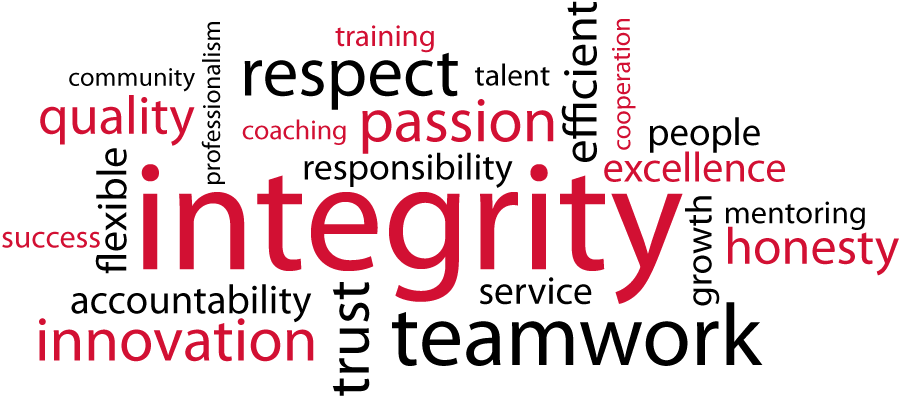 training
efficient
cooperation
professionalism
community
respect
talent
quality
coaching
passion
people
flexible
responsibility
excellence
integrity
growth
mentoring
success
honesty
accountability
trust
service
innovation
teamwork